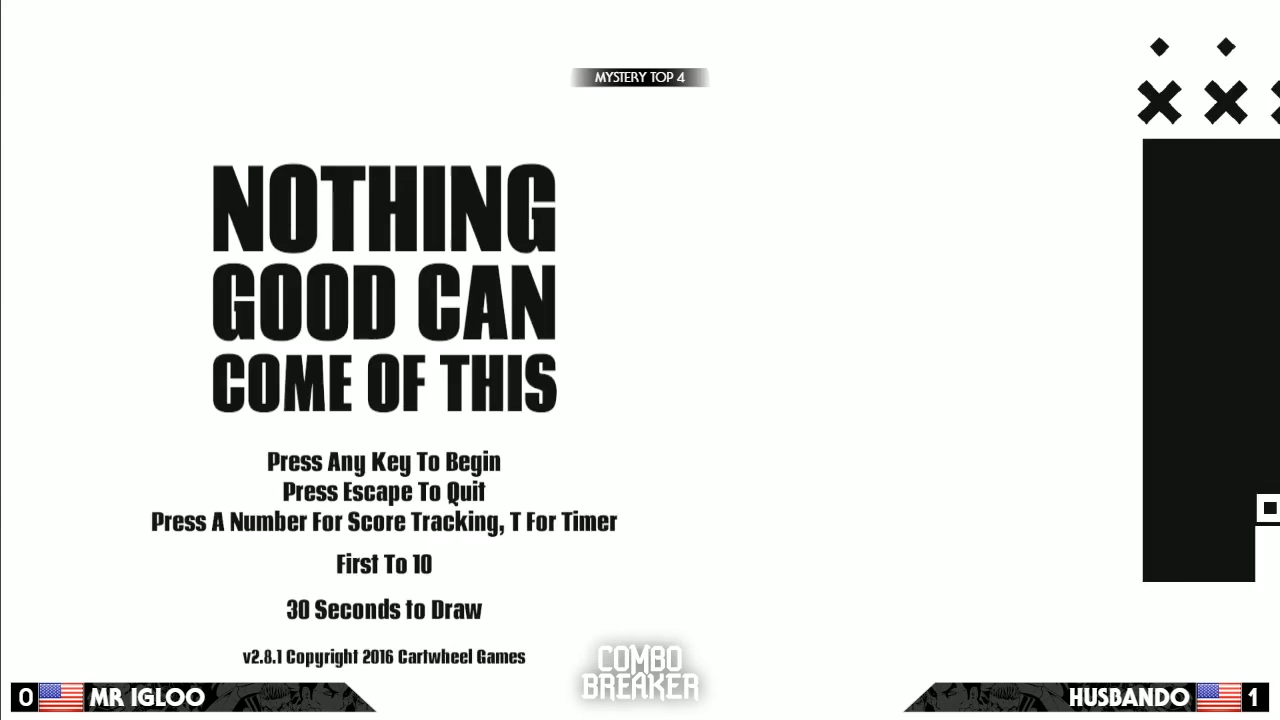 MYSTERY TOP 4
NOTHING
GOOD CAN
COME OF THIS
Press Any Key To Begin
Press Escape To Quit
Press A Number For Score Tracking, T For Timer
First To 10
30 Seconds to Draw
v2.8.1 Copyright 2016 Cartwheel Games
COMBO
BREAKER
0 MR IGLOO
HUSBANDO 1